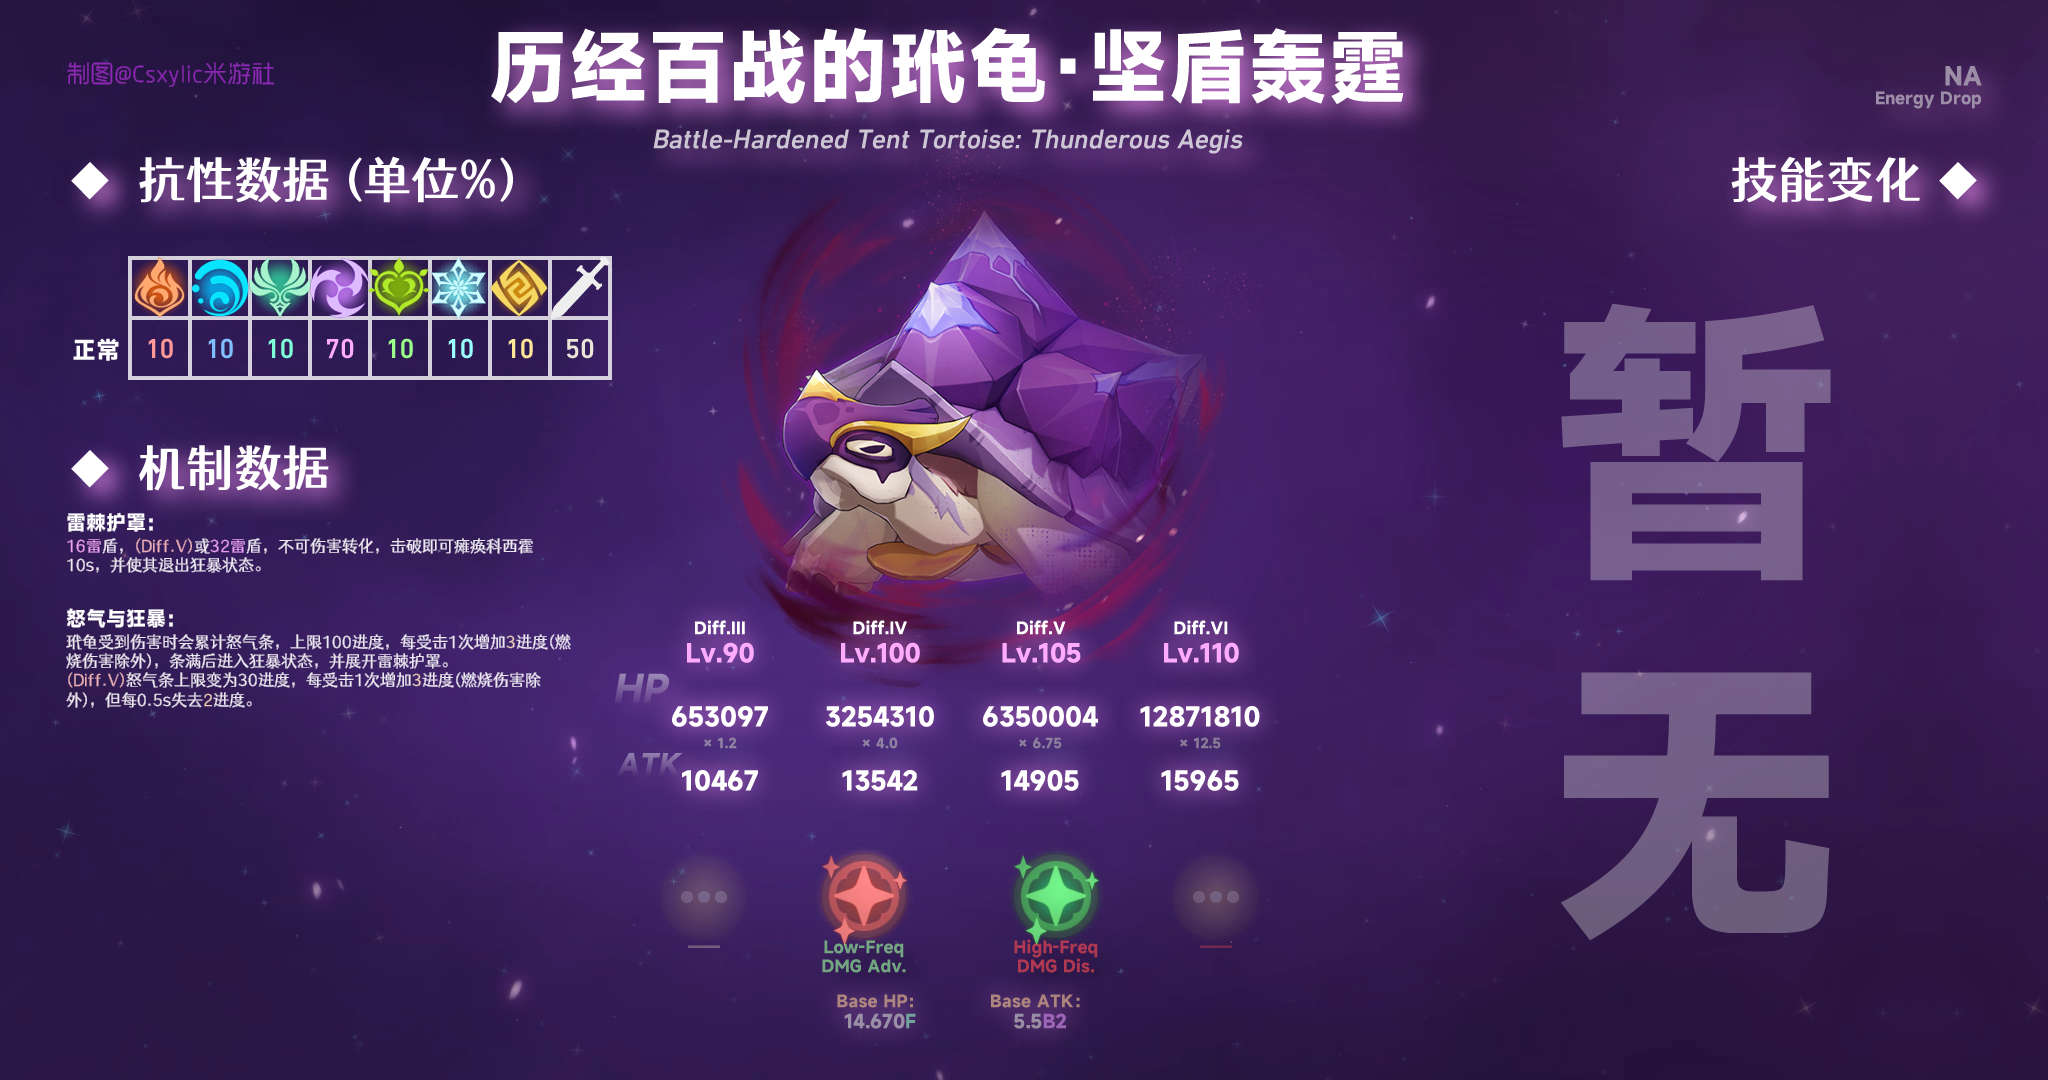 制图@Csxylic米游社
历经百战的玳龟·坚盾轰霆
Battle-Hardened Tent Tortoise: Thunderous Aegis
NA
Energy Drop
抗性数据 (单位%)
正常 10 10 10 70 10 10 10 50
机制数据
雷棘护罩：
16雷盾，(Diff.V)或32雷盾，不可伤害转化，击破即可瘫痪科西霍
10s，并使其退出狂暴状态。
怒气与狂暴：
玳龟受到伤害时会累计怒气条，上限100进度，每受击1次增加3进度(燃
烧伤害除外)，条满后进入狂暴状态，并展开雷棘护罩。
(Diff.V)怒气条上限变为30进度，每受击1次增加3进度(燃烧伤害除
外)，但每0.5s失去2进度。
Diff.III Diff.IV Diff.V Diff.VI
Lv.90 Lv.100 Lv.105 Lv.110
HP
653097 3254310 6350004 12871810
× 1.2 × 4.0 × 6.75 × 12.5
ATK
10467 13542 14905 15965
Low-Freq
DMG Adv.
High-Freq
DMG Dis.
Base HP:
14.670F
Base ATK:
5.5B2
技能变化
暂
无